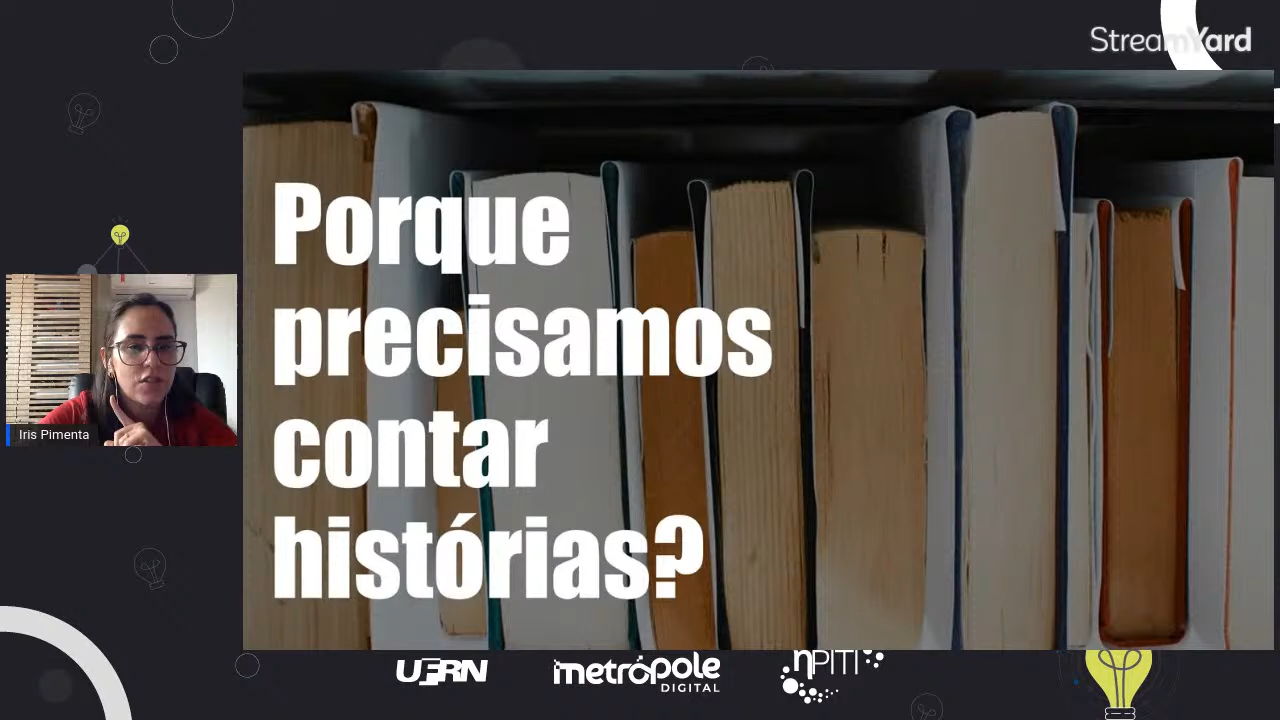 StreamYard
Porque
precisamos
contar
histórias?
Iris Pimenta
UFRN
metrópole
DIGITAL
nPITI